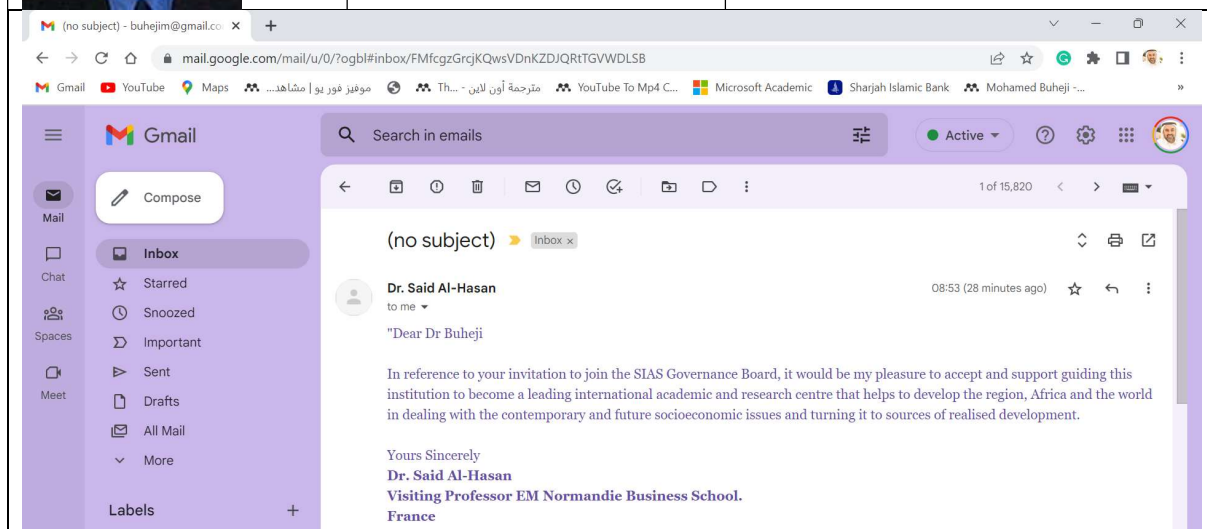 (no subject) - buhejim@gmail.co
mail.google.com/mail/u/0/?ogbl#inbox/FMfcgzGrcjKQwsVDnKZDJQRtTGVWDLSB
Gmail YouTube Maps موفيز فور يو | مشاهد... Th... - مترجمة أون لاين YouTube To Mp4 C... Microsoft Academic Sharjah Islamic Bank Mohamed Buheji -... »
Gmail
Search in emails
Active
Mail
Chat
Spaces
Meet
Compose
Inbox
Starred
Snoozed
Important
Sent
Drafts
All Mail
More
Labels +
1 of 15,820
(no subject) Inbox x
Dr. Said Al-Hasan 08:53 (28 minutes ago)
to me
"Dear Dr Buheji
In reference to your invitation to join the SIAS Governance Board, it would be my pleasure to accept and support guiding this
institution to become a leading international academic and research centre that helps to develop the region, Africa and the world
in dealing with the contemporary and future socioeconomic issues and turning it to sources of realised development.
Yours Sincerely
Dr. Said Al-Hasan
Visiting Professor EM Normandie Business School.
France